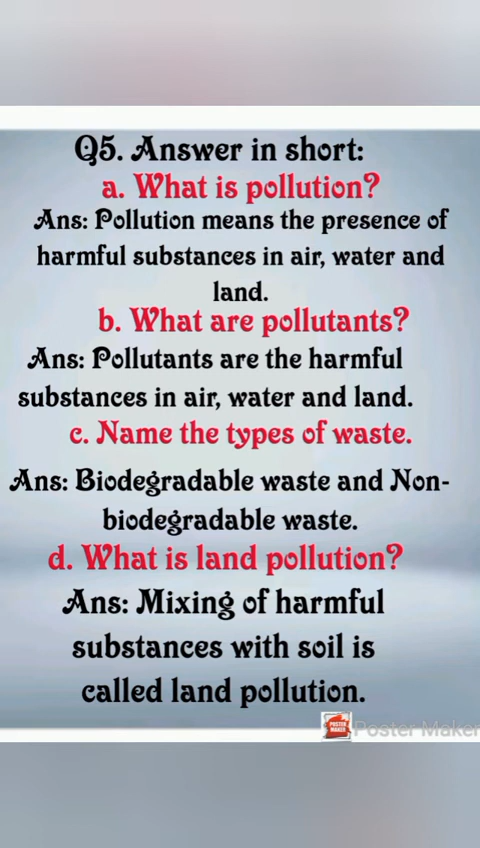 Q5. Answer in short:
a. What is pollution?
Ans: Pollution means the presence of
harmful substances in air, water and
land.
b. What are pollutants?
Ans: Pollutants are the harmful
substances in air, water and land.
c. Name the types of waste.
Ans: Biodegradable waste and Non-
biodegradable waste.
d. What is land pollution?
Ans: Mixing of harmful
substances with soil is
called land pollution.
POSTER
MAKER
Poster Maker